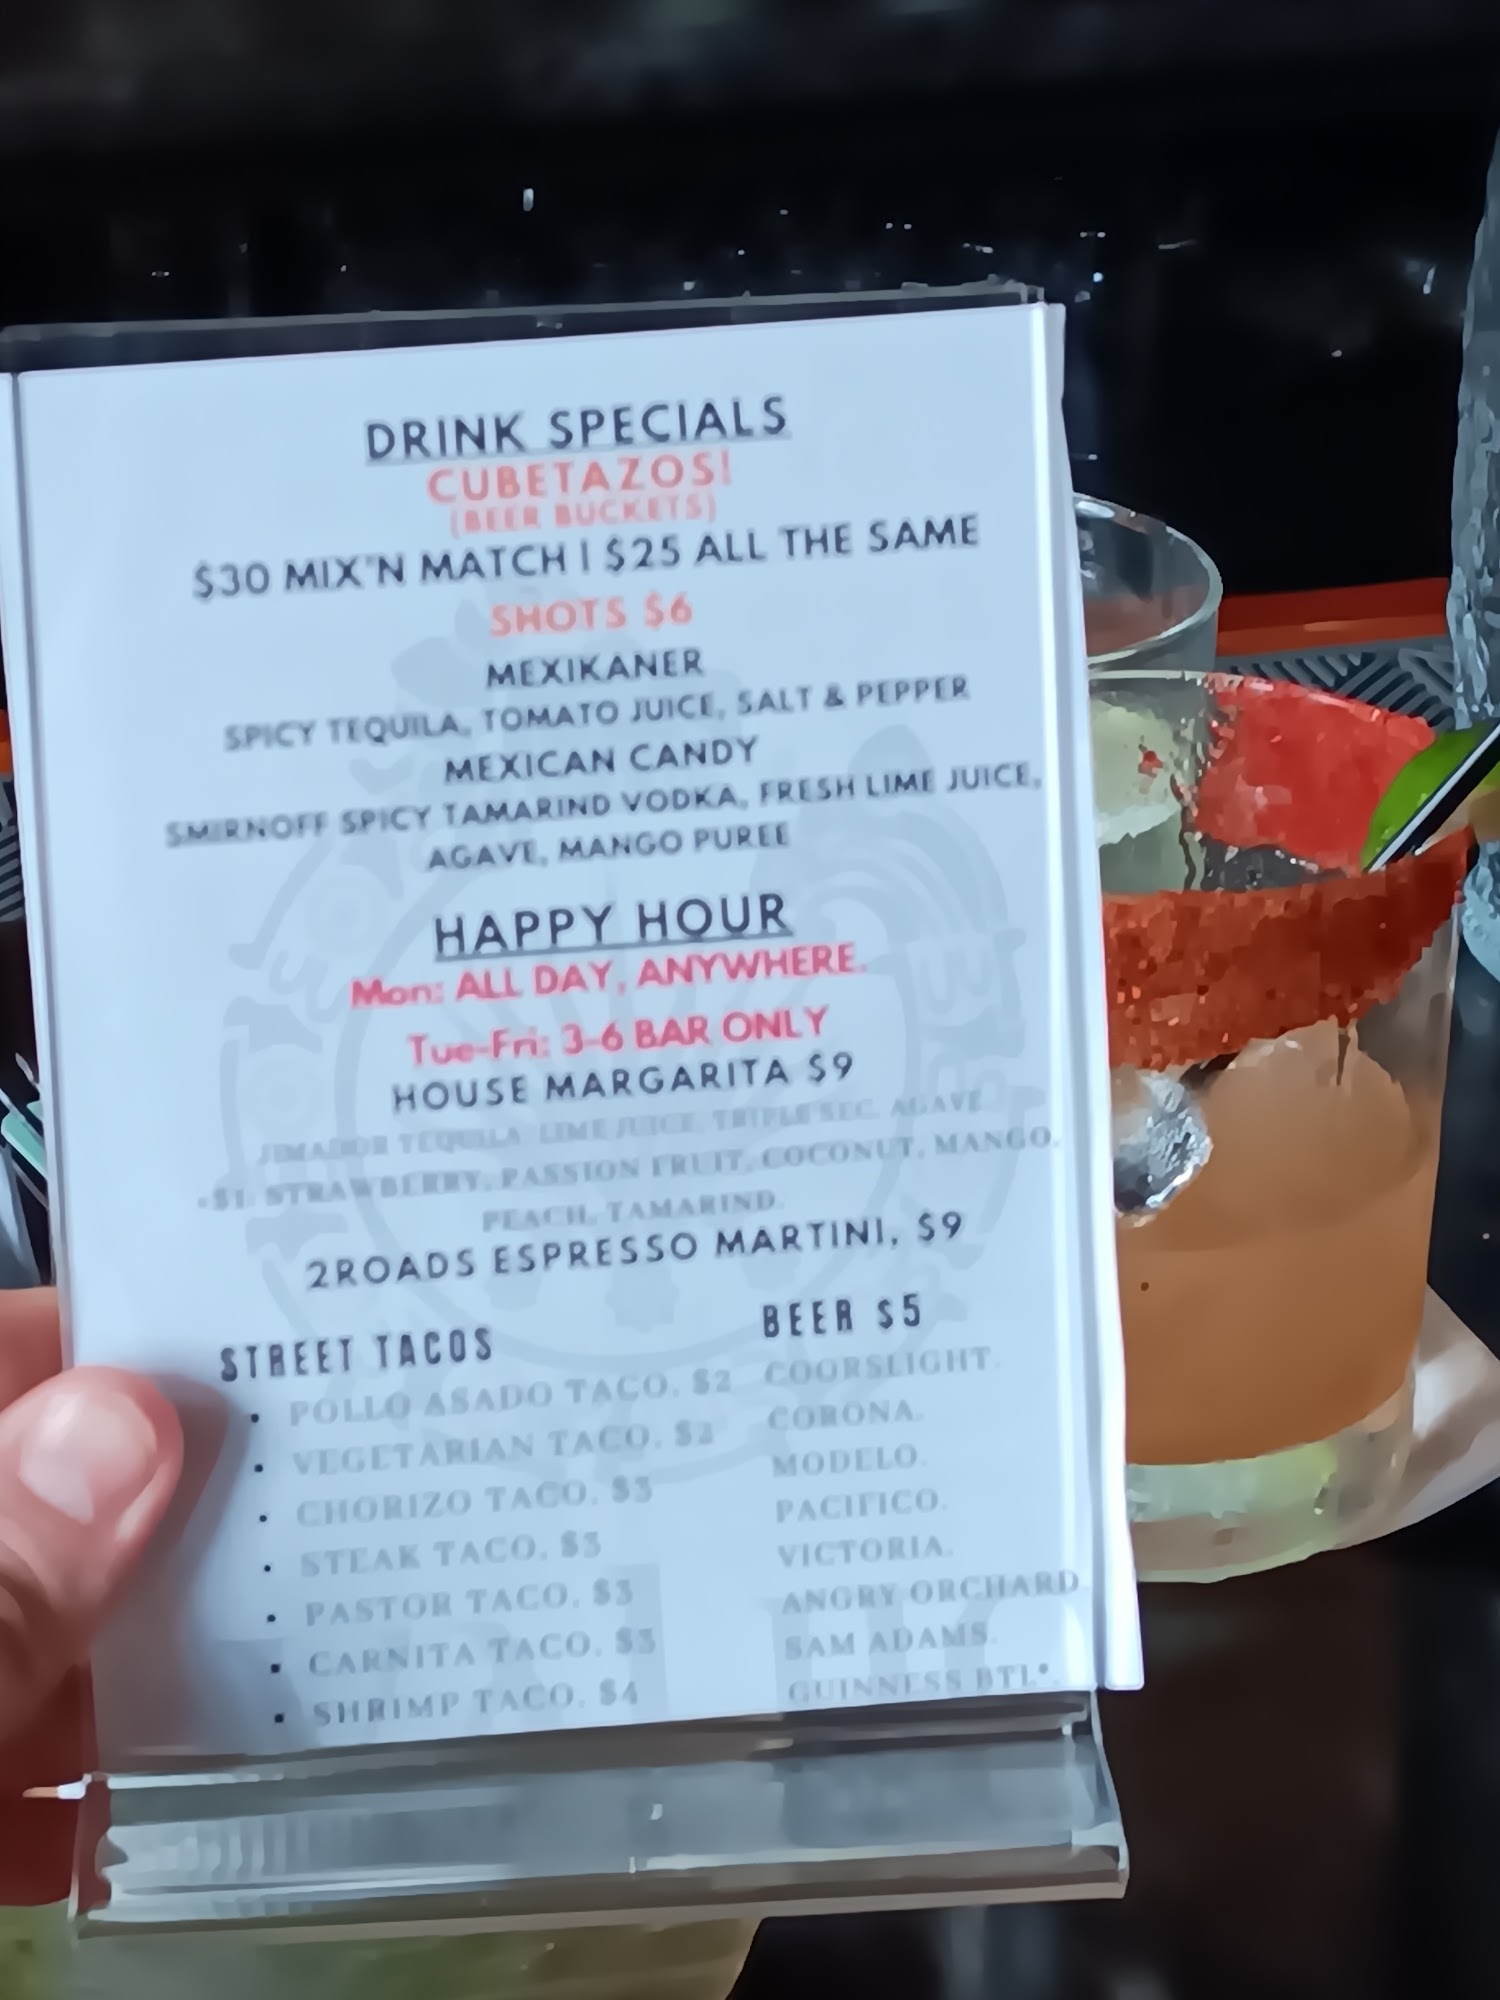 DRINK SPECIALS
CUBETAZOS!
(BEER BUCKETS)
$30 MIX'N MATCH | $25 ALL THE SAME
SHOTS $6
MEXIKANER
SPICY TEQUILA, TOMATO JUICE, SALT & PEPPER
MEXICAN CANDY
SMIRNOFF SPICY TAMARIND VODKA, FRESH LIME JUICE,
AGAVE, MANGO PUREE
HAPPY HOUR
Mon: ALL DAY, ANYWHERE.
Tue-Fri: 3-6 BAR ONLY
HOUSE MARGARITA $9
JIMADOR TEQUILA, LIME JUICE, TRIPLE SEC, AGAVE
+$1. STRAWBERRY, PASSION FRUIT, COCONUT, MANGO,
PEACH, TAMARIND.
2ROADS ESPRESSO MARTINI, $9
STREET TACOS
• POLLO ASADO TACO. $2
• VEGETARIAN TACO. $2
• CHORIZO TACO. $3
• STEAK TACO. $3
• PASTOR TACO. $3
• CARNITA TACO. $3
• SHRIMP TACO. $4
BEER $5
COORSLIGHT.
CORONA.
MODELO.
PACIFICO.
VICTORIA.
ANGRY ORCHARD
SAM ADAMS.
GUINNESS BTL*.